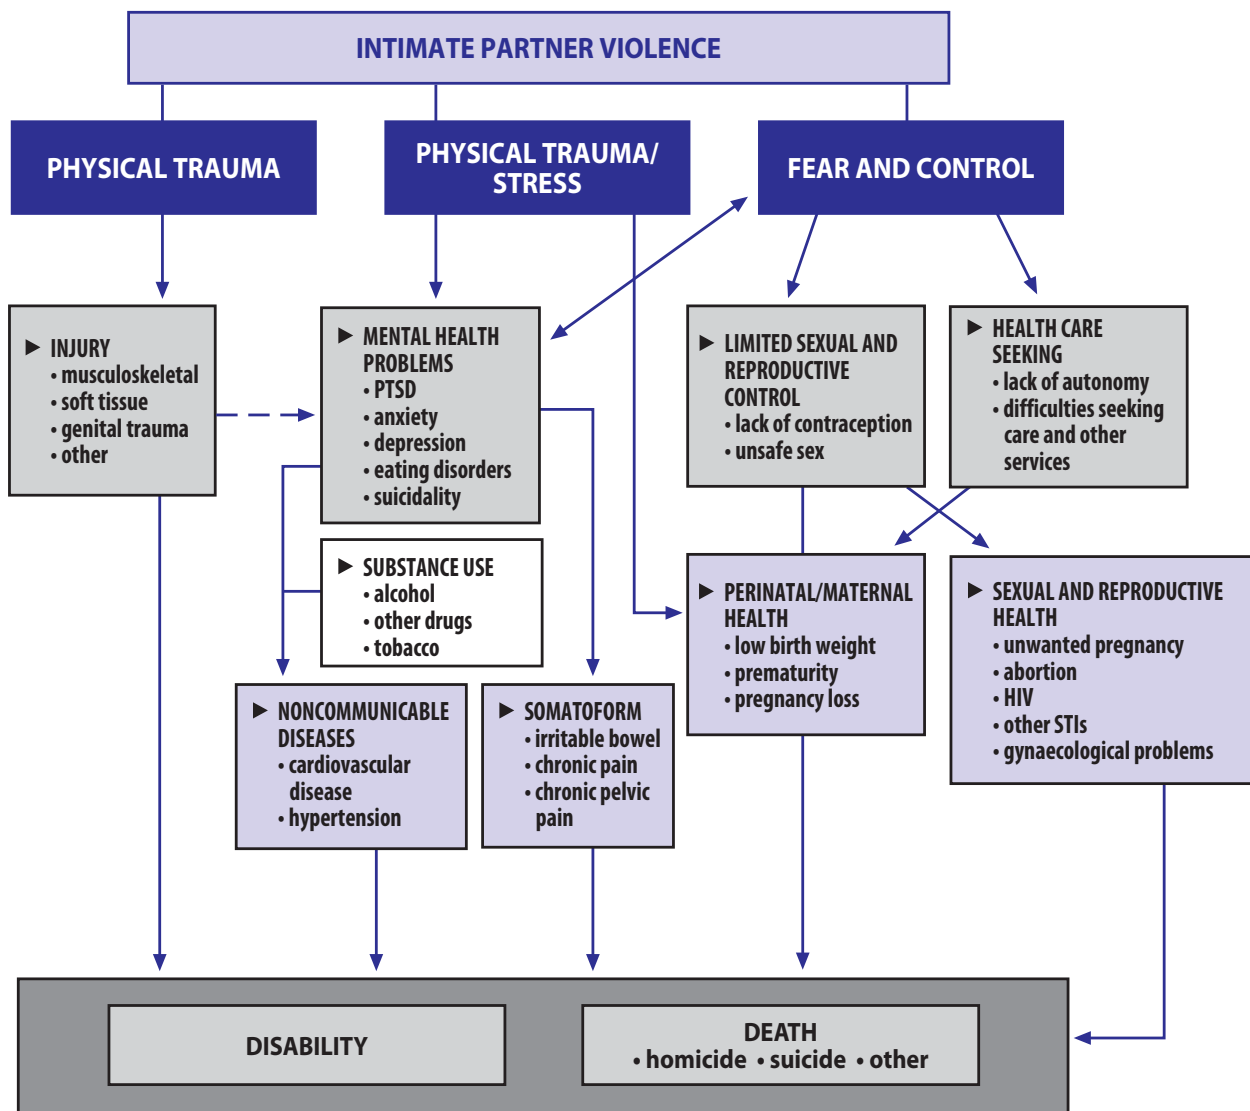 INTIMATE PARTNER VIOLENCE
PHYSICAL TRAUMA
PHYSICAL TRAUMA/
STRESS
FEAR AND CONTROL
► INJURY
• musculoskeletal
• soft tissue
• genital trauma
• other
► MENTAL HEALTH
PROBLEMS
• PTSD
• anxiety
• depression
• eating disorders
• suicidality
► LIMITED SEXUAL AND
REPRODUCTIVE
CONTROL
• lack of contraception
• unsafe sex
► HEALTH CARE
SEEKING
• lack of autonomy
• difficulties seeking
care and other
services
► SUBSTANCE USE
• alcohol
• other drugs
• tobacco
► PERINATAL/MATERNAL
HEALTH
• low birth weight
• prematurity
• pregnancy loss
► SEXUAL AND REPRODUCTIVE
HEALTH
• unwanted pregnancy
• abortion
• HIV
• other STIs
• gynaecological problems
► NONCOMMUNICABLE
DISEASES
• cardiovascular
disease
• hypertension
► SOMATOFORM
• irritable bowel
• chronic pain
• chronic pelvic
pain
DISABILITY
DEATH
• homicide • suicide • other